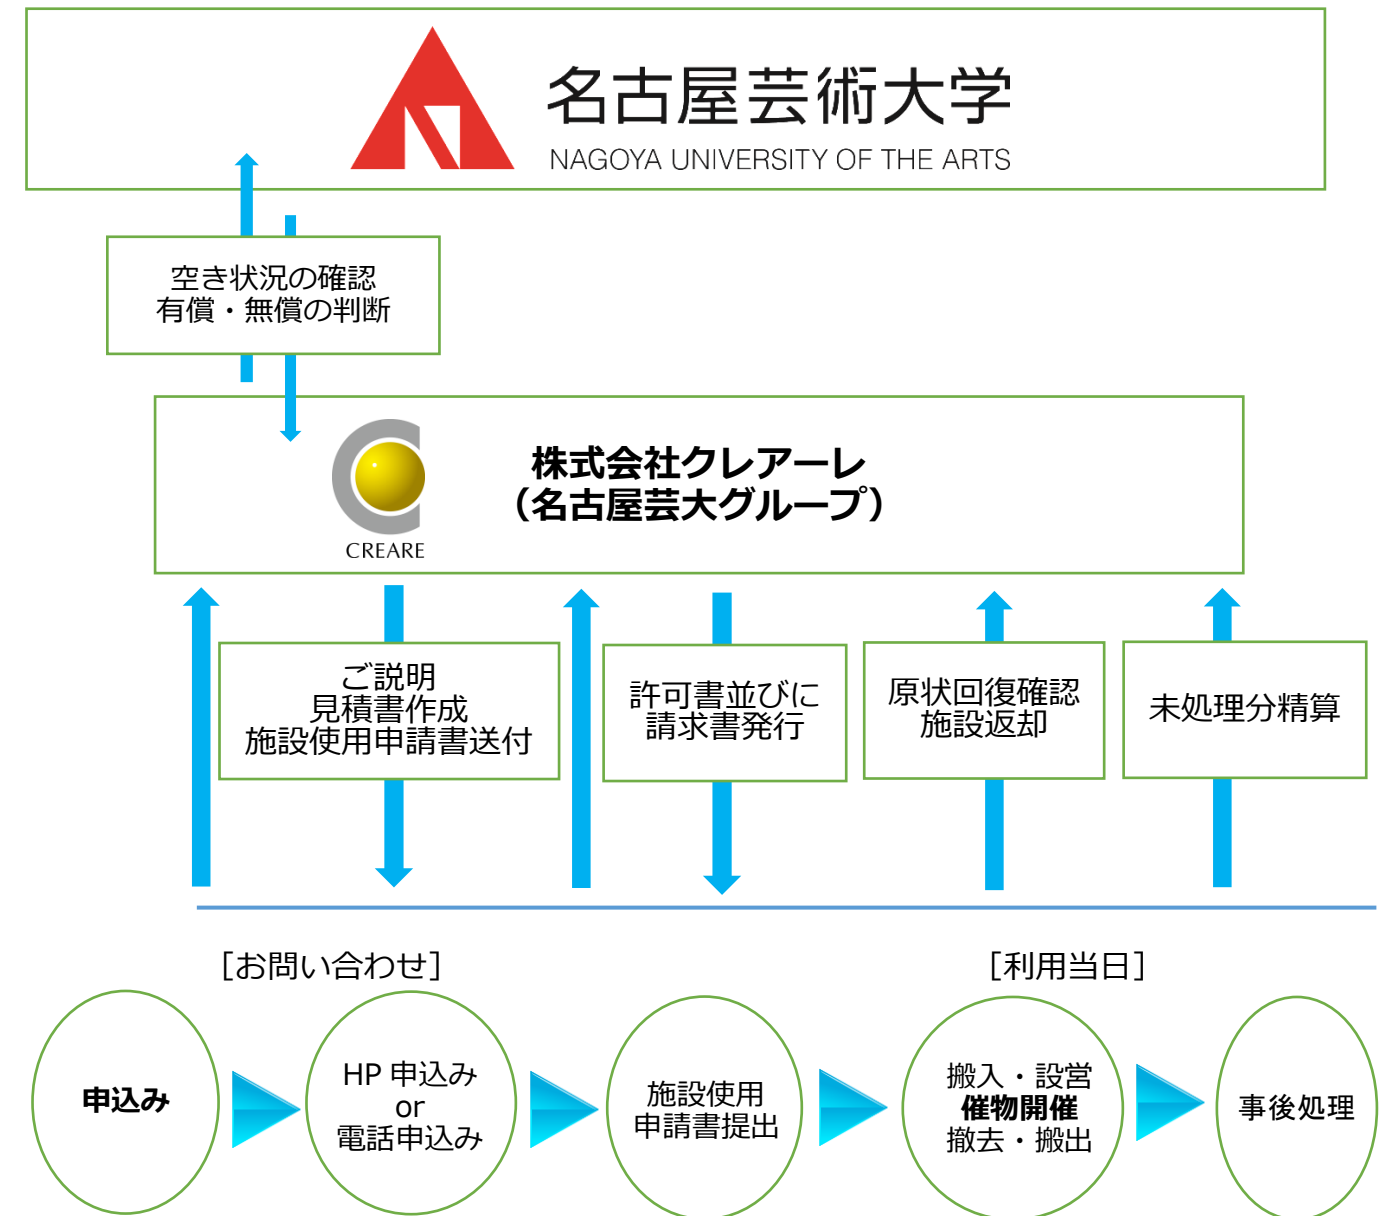 名古屋芸術大学
NAGOYA UNIVERSITY OF THE ARTS
空き状況の確認
有償・無償の判断
株式会社クレアーレ
（名古屋芸大グループ）
CREARE
ご説明
見積書作成
施設使用申請書送付
許可書並びに
請求書発行
原状回復確認
施設返却
未処理分精算
［お問い合わせ］
［利用当日］
申込み
HP 申込み
or
電話申込み
施設使用
申請書提出
搬入・設営
催物開催
撤去・搬出
事後処理